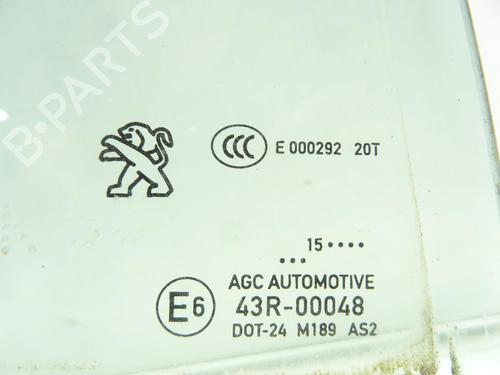 B-PARTS
CCC E 000292 20T
15 ••••
•••
AGC AUTOMOTIVE
E6 43R-00048
DOT-24 M189 AS2